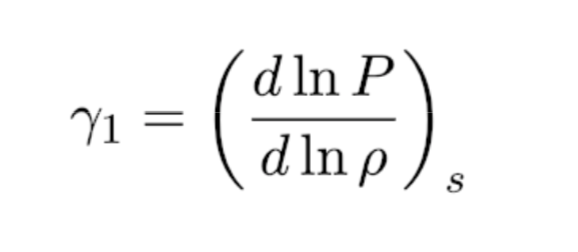 γ₁ = (d ln P / d ln ρ)ₛ